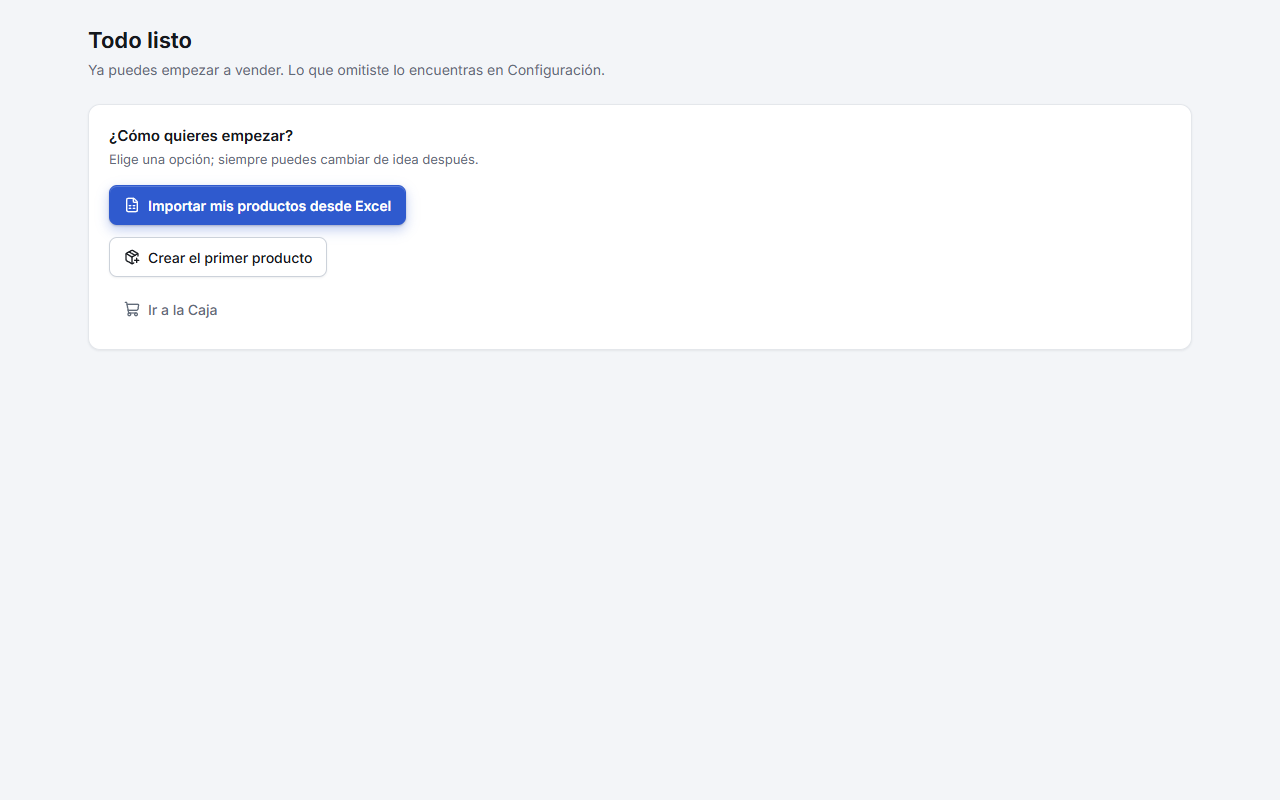 Todo listo
Ya puedes empezar a vender. Lo que omitiste lo encuentras en Configuración.
¿Cómo quieres empezar?
Elige una opción; siempre puedes cambiar de idea después.
Importar mis productos desde Excel
Crear el primer producto
Ir a la Caja